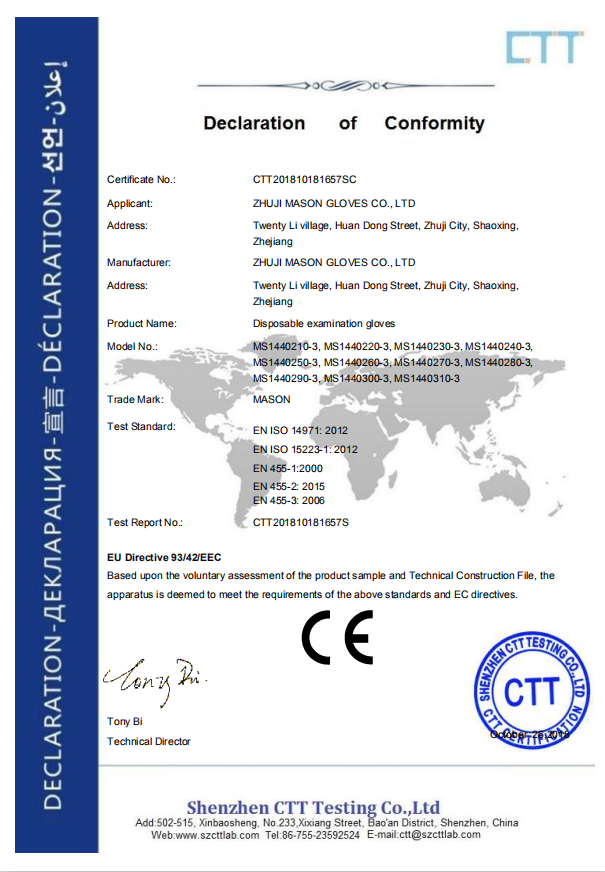 CTT
DÉCLARATION-ДЕКЛАРАЦИЯ-宣言-DÉCLARATION-선언-إعلان
Declaration of Conformity
Certificate No.: CTT201810181657SC
Applicant: ZHUJI MASON GLOVES CO., LTD
Address: Twenty Li village, Huan Dong Street, Zhuji City, Shaoxing,
Zhejiang
Manufacturer: ZHUJI MASON GLOVES CO., LTD
Address: Twenty Li village, Huan Dong Street, Zhuji City, Shaoxing,
Zhejiang
Product Name: Disposable examination gloves
Model No.: MS1440210-3, MS1440220-3, MS1440230-3, MS1440240-3,
MS1440250-3, MS1440260-3, MS1440270-3, MS1440280-3,
MS1440290-3, MS1440300-3, MS1440310-3
Trade Mark: MASON
Test Standard: EN ISO 14971: 2012
EN ISO 15223-1: 2012
EN 455-1:2000
EN 455-2: 2015
EN 455-3: 2006
Test Report No.: CTT201810181657S
EU Directive 93/42/EEC
Based upon the voluntary assessment of the product sample and Technical Construction File, the
apparatus is deemed to meet the requirements of the above standards and EC directives.
CE
Tony Bi.
Tony Bi
Technical Director
SHENZHEN CTT TESTING CO., LTD
CTT
CTT CERTIFICATION
October 26,2018
Shenzhen CTT Testing Co.,Ltd
Add:502-515, Xinbaosheng, No.233,Xixiang Street, Bao'an District, Shenzhen, China
Web:www.szcttlab.com Tel:86-755-23592524 E-mail:ctt@szcttlab.com